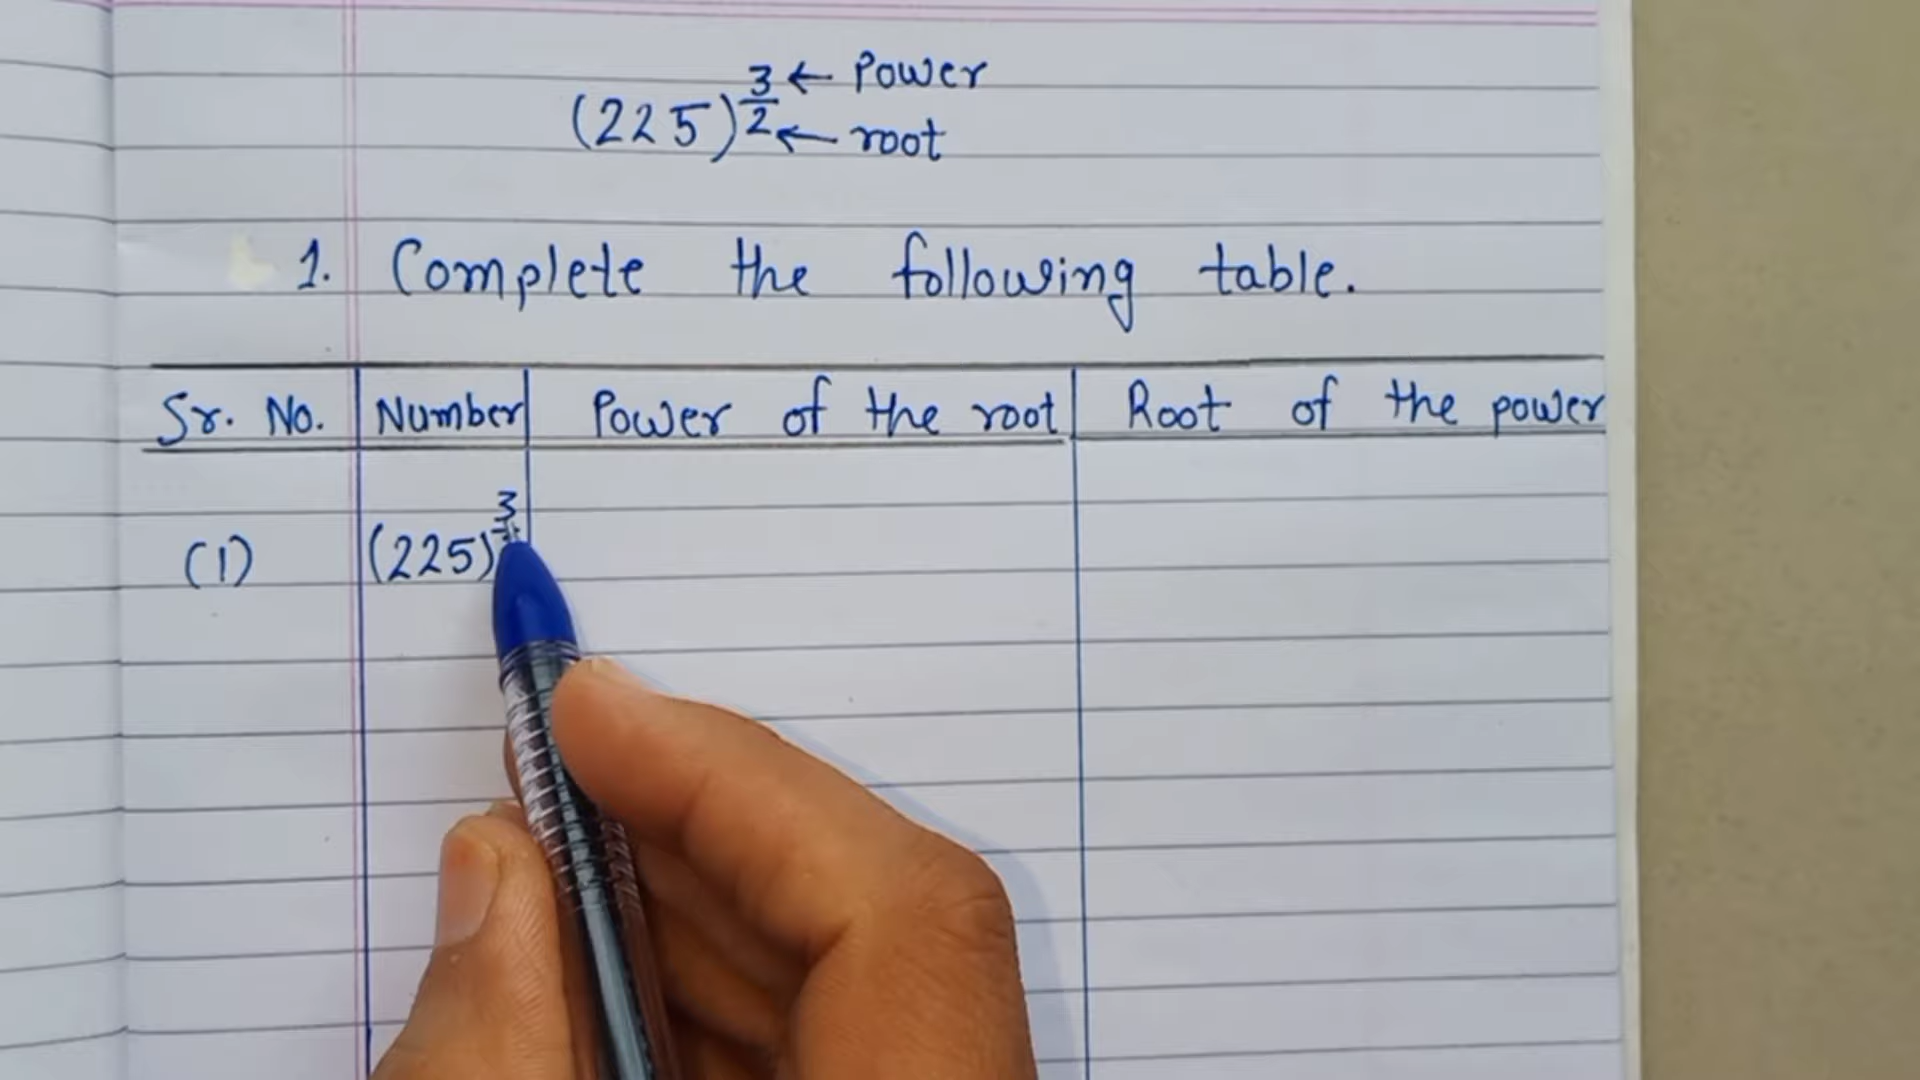 (225)^3/2 ← Power
← root
1. Complete the following table.
Sr. No. Number Power of the root Root of the power
(1) (225)^3